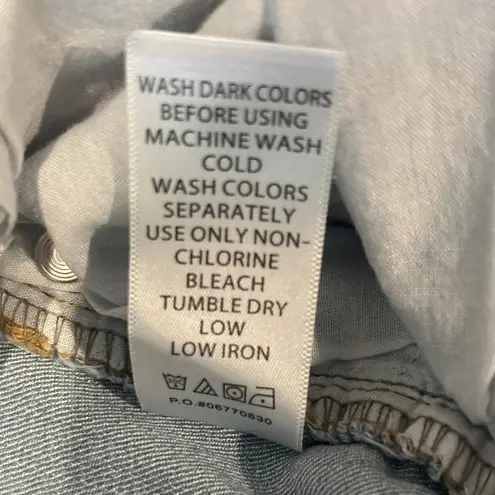 WASH DARK COLORS
BEFORE USING
MACHINE WASH
COLD
WASH COLORS
SEPARATELY
USE ONLY NON-
CHLORINE
BLEACH
TUMBLE DRY
LOW
LOW IRON
P.O.#06770630